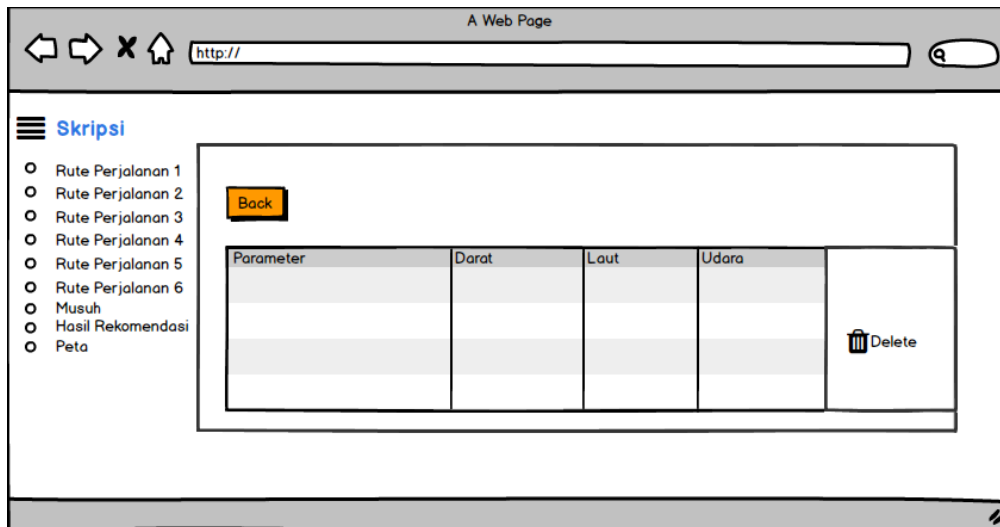 A Web Page
http://
Skripsi
Rute Perjalanan 1
Rute Perjalanan 2
Rute Perjalanan 3
Rute Perjalanan 4
Rute Perjalanan 5
Rute Perjalanan 6
Musuh
Hasil Rekomendasi
Peta
Back
Parameter Darat Laut Udara
Delete